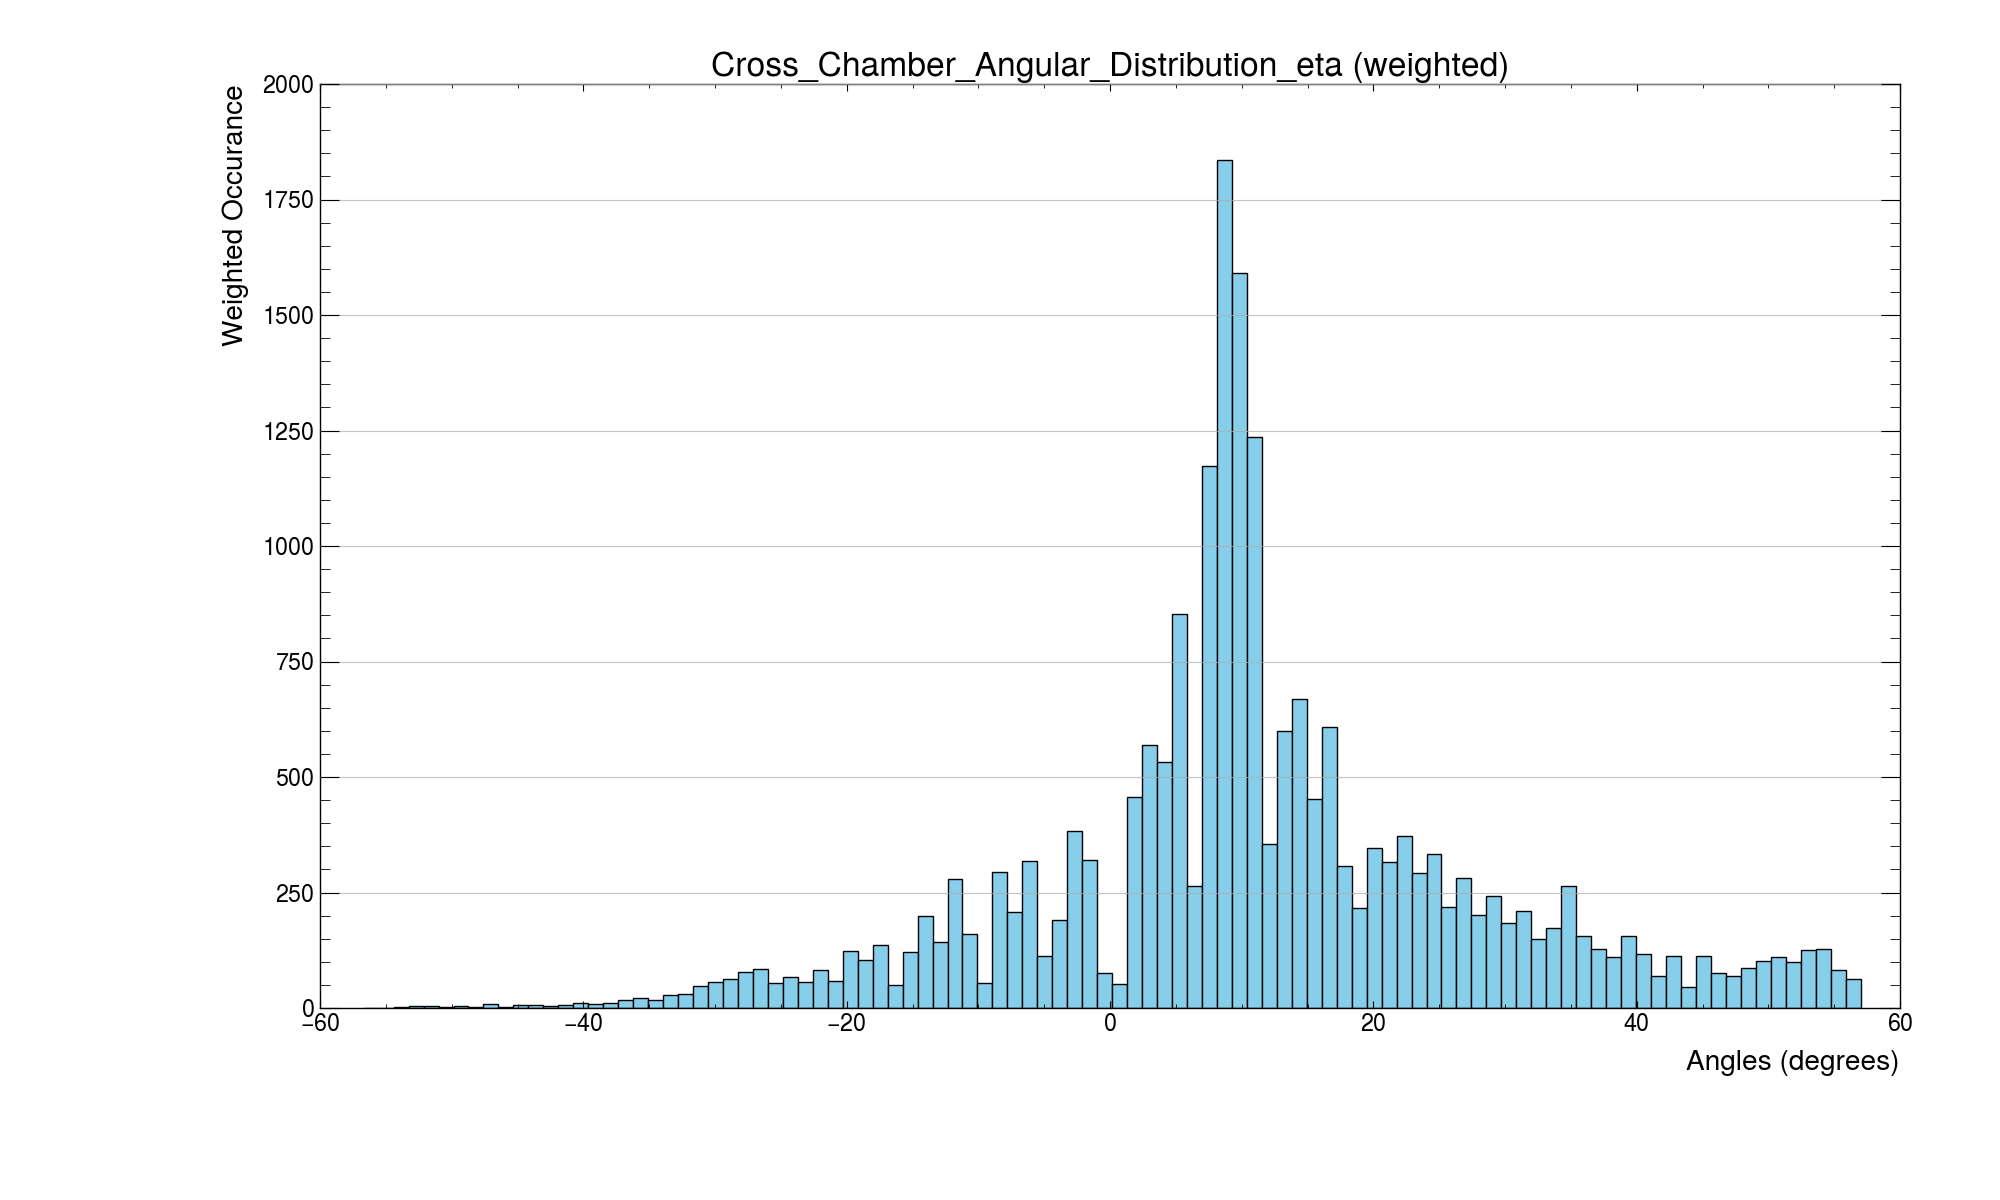 Cross_Chamber_Angular_Distribution_eta (weighted)
Weighted Occurance
2000
1750
1500
1250
1000
750
500
250
0
−60 −40 −20 0 20 40 60
Angles (degrees)